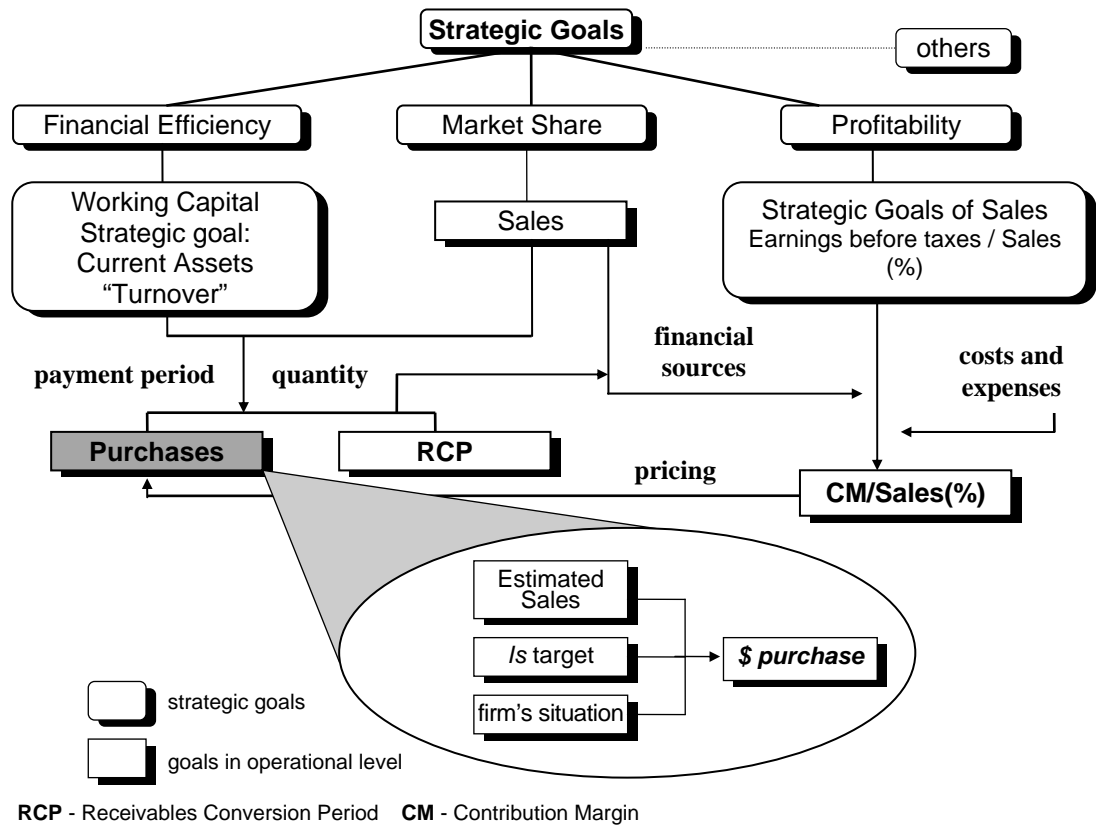 Strategic Goals
others
Financial Efficiency
Market Share
Profitability
Working Capital
Strategic goal:
Current Assets
“Turnover”
Sales
Strategic Goals of Sales
Earnings before taxes / Sales
(%)
payment period
quantity
financial
sources
costs and
expenses
Purchases
RCP
pricing
CM/Sales(%)
Estimated
Sales
Is target
firm’s situation
$ purchase
strategic goals
goals in operational level
RCP - Receivables Conversion Period CM - Contribution Margin